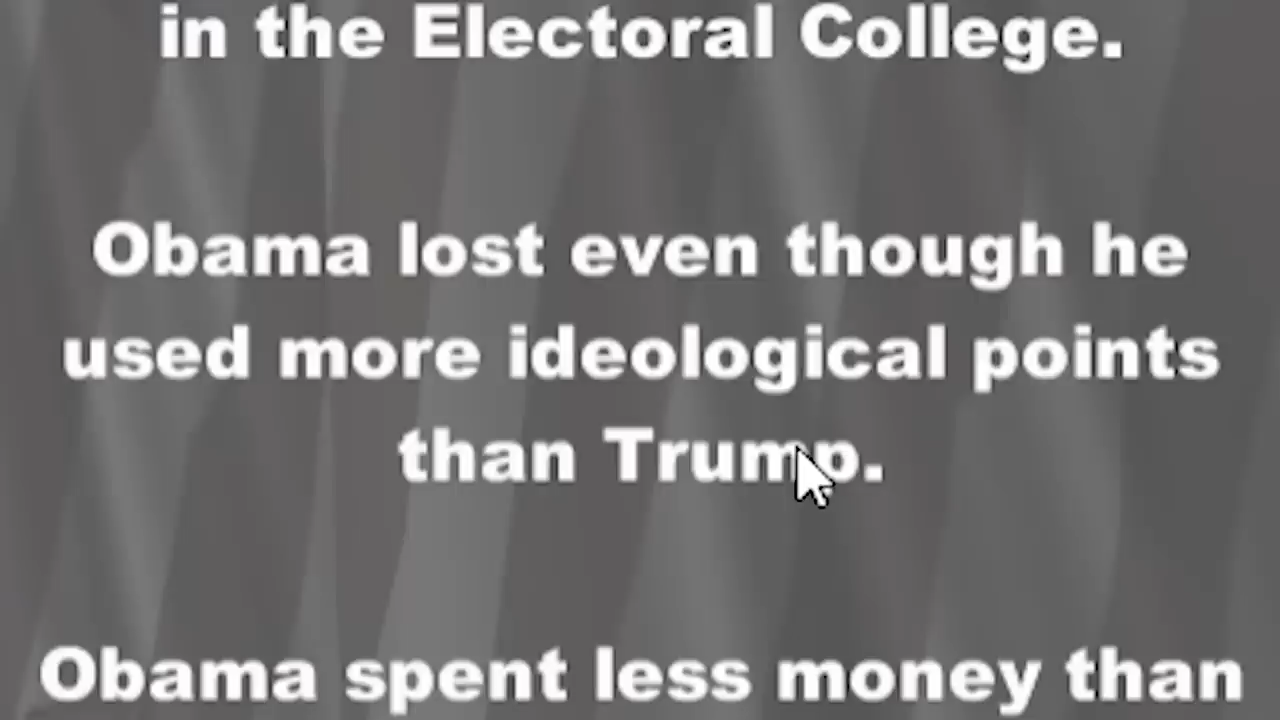 in the Electoral College.
Obama lost even though he
used more ideological points
than Trump.
Obama spent less money than